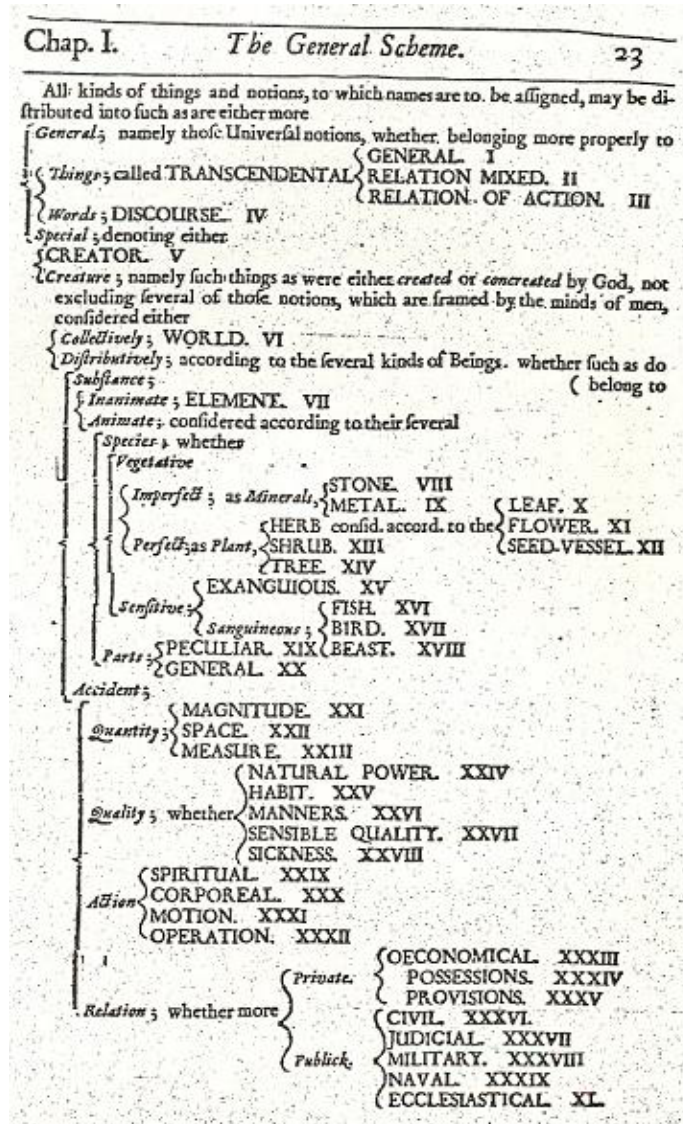 Chap. I. The General Scheme. 23
All kinds of things and notions, to which names are to be aſſigned, may be di-
ſtributed into ſuch as are either more
General; namely thoſe Univerſal notions, whether belonging more properly to
GENERAL. I
Things; called TRANSCENDENTAL RELATION MIXED. II
RELATION OF ACTION. III
Words; DISCOURSE. IV
Special; denoting either
CREATOR. V
Creature; namely ſuch things as were either created or concreated by God, not
excluding ſeveral of thoſe notions, which are framed by the minds of men,
conſidered either
Collectively; WORLD. VI
Diſtributively; according to the ſeveral kinds of Beings. whether ſuch as do
Subſtance; ( belong to
Inanimate; ELEMENT. VII
Animate; conſidered according to their ſeveral
Species; whether
Vegetative
STONE. VIII
Imperfect; as Minerals, METAL. IX LEAF. X
HERB conſid. accord. to the FLOWER. XI
Perfect; as Plant, SHRUB. XIII SEED-VESSEL. XII
TREE. XIV
EXANGUIOUS. XV
Senſitive; FISH. XVI
Sanguineous; BIRD. XVII
Parts; PECULIAR. XIX BEAST. XVIII
GENERAL. XX
Accident;
MAGNITUDE. XXI
Quantity; SPACE. XXII
MEASURE. XXIII
NATURAL POWER. XXIV
HABIT. XXV
Quality; whether MANNERS. XXVI
SENSIBLE QUALITY. XXVII
SICKNESS. XXVIII
SPIRITUAL. XXIX
Action CORPOREAL. XXX
MOTION. XXXI
OPERATION. XXXII
OECONOMICAL. XXXIII
Private. POSSESSIONS. XXXIV
PROVISIONS. XXXV
Relation; whether more CIVIL. XXXVI.
JUDICIAL. XXXVII
Publick. MILITARY. XXXVIII
NAVAL. XXXIX
ECCLESIASTICAL. XL.